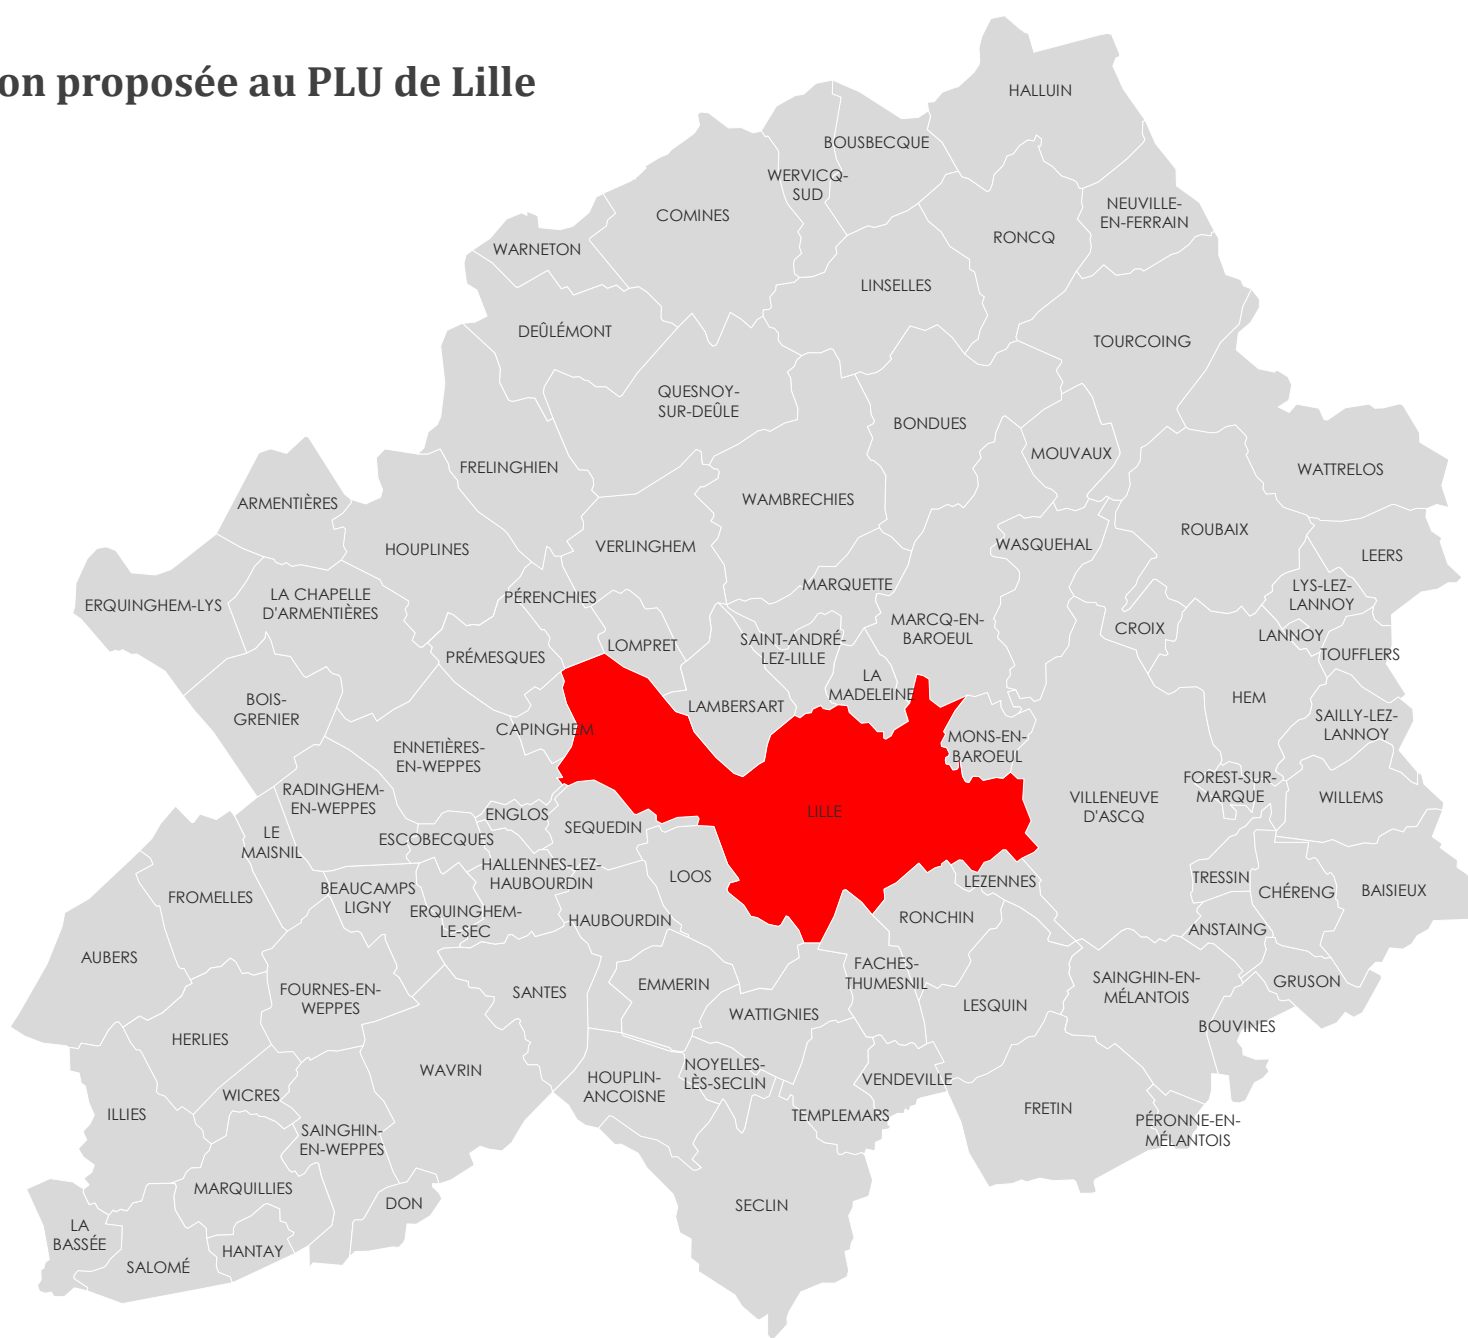 on proposée au PLU de Lille
HALLUIN
BOUSBECQUE
WERVICQ-
SUD
COMINES
NEUVILLE-
EN-FERRAIN
RONCQ
WARNETON
LINSELLES
DEÛLÉMONT
TOURCOING
QUESNOY-
SUR-DEÛLE
BONDUES
MOUVAUX
FRELINGHIEN
WATTRELOS
ARMENTIÈRES
WAMBRECHIES
ROUBAIX
HOUPLINES
VERLINGHEM
WASQUEHAL
LEERS
MARQUETTE
LYS-LEZ-
LANNOY
ERQUINGHEM-LYS
LA CHAPELLE
D'ARMENTIÈRES
PÉRENCHIES
MARCQ-EN-
BAROEUL
CROIX
LANNOY
SAINT-ANDRÉ-
LEZ-LILLE
LOMPRET
PRÉMESQUES
TOUFFLERS
LA
MADELEINE
BOIS-
GRENIER
LAMBERSART
HEM
SAILLY-LEZ-
LANNOY
CAPINGHEM
MONS-EN-
BAROEUL
ENNETIÈRES-
EN-WEPPES
RADINGHEM-
EN-WEPPES
FOREST-SUR-
MARQUE
VILLENEUVE
D'ASCQ
WILLEMS
LILLE
ENGLOS
SEQUEDIN
LE
MAISNIL
ESCOBECQUES
HALLENNES-LEZ-
HAUBOURDIN
LOOS
LEZENNES
TRESSIN
CHÉRENG
BAISIEUX
FROMELLES
BEAUCAMPS
LIGNY
ERQUINGHEM-
LE-SEC
HAUBOURDIN
RONCHIN
ANSTAING
AUBERS
FACHES-
THUMESNIL
SAINGHIN-EN-
MÉLANTOIS
GRUSON
FOURNES-EN-
WEPPES
SANTES
EMMERIN
LESQUIN
WATTIGNIES
BOUVINES
HERLIES
WAVRIN
NOYELLES-
LÈS-SECLIN
HOUPLIN-
ANCOISNE
VENDEVILLE
WICRES
ILLIES
TEMPLEMARS
FRETIN
PÉRONNE-EN-
MÉLANTOIS
SAINGHIN-
EN-WEPPES
MARQUILLIES
DON
SECLIN
LA
BASSÉE
HANTAY
SALOMÉ